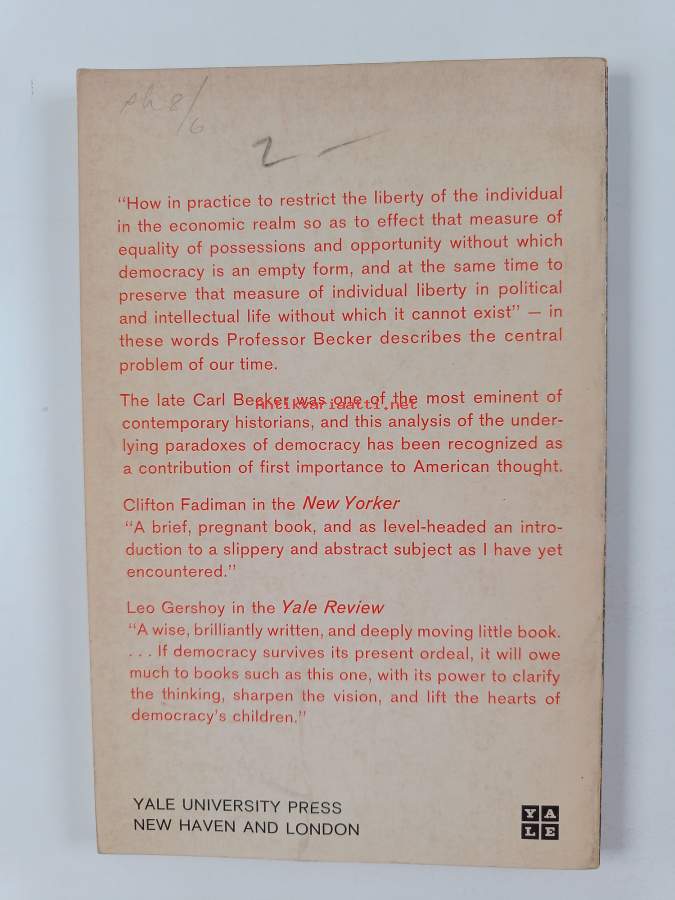 ph 8/6
2 —
“How in practice to restrict the liberty of the individual
in the economic realm so as to effect that measure of
equality of possessions and opportunity without which
democracy is an empty form, and at the same time to
preserve that measure of individual liberty in political
and intellectual life without which it cannot exist” — in
these words Professor Becker describes the central
problem of our time.
The late Carl Becker was one of the most eminent of
Antikvariaatti.net
contemporary historians, and this analysis of the under-
lying paradoxes of democracy has been recognized as
a contribution of first importance to American thought.
Clifton Fadiman in the New Yorker
“A brief, pregnant book, and as level-headed an intro-
duction to a slippery and abstract subject as I have yet
encountered.”
Leo Gershoy in the Yale Review
“A wise, brilliantly written, and deeply moving little book.
. . . If democracy survives its present ordeal, it will owe
much to books such as this one, with its power to clarify
the thinking, sharpen the vision, and lift the hearts of
democracy's children.”
YALE UNIVERSITY PRESS
NEW HAVEN AND LONDON
YA
LE